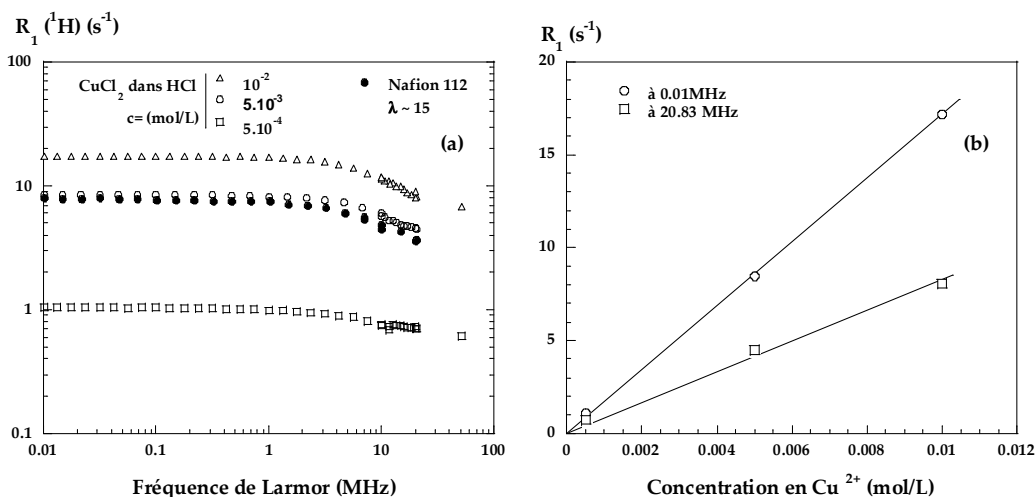 R₁ (¹H) (s⁻¹)
100
10
1
0.1
CuCl₂ dans HCl
c= (mol/L)
10⁻²
5.10⁻³
5.10⁻⁴
Nafion 112
λ ~ 15
(a)
0.01
0.1
1
10
100
Fréquence de Larmor (MHz)
R₁ (s⁻¹)
20
15
10
5
0
à 0.01MHz
à 20.83 MHz
(b)
0
0.002
0.004
0.006
0.008
0.01
0.012
Concentration en Cu ²⁺ (mol/L)